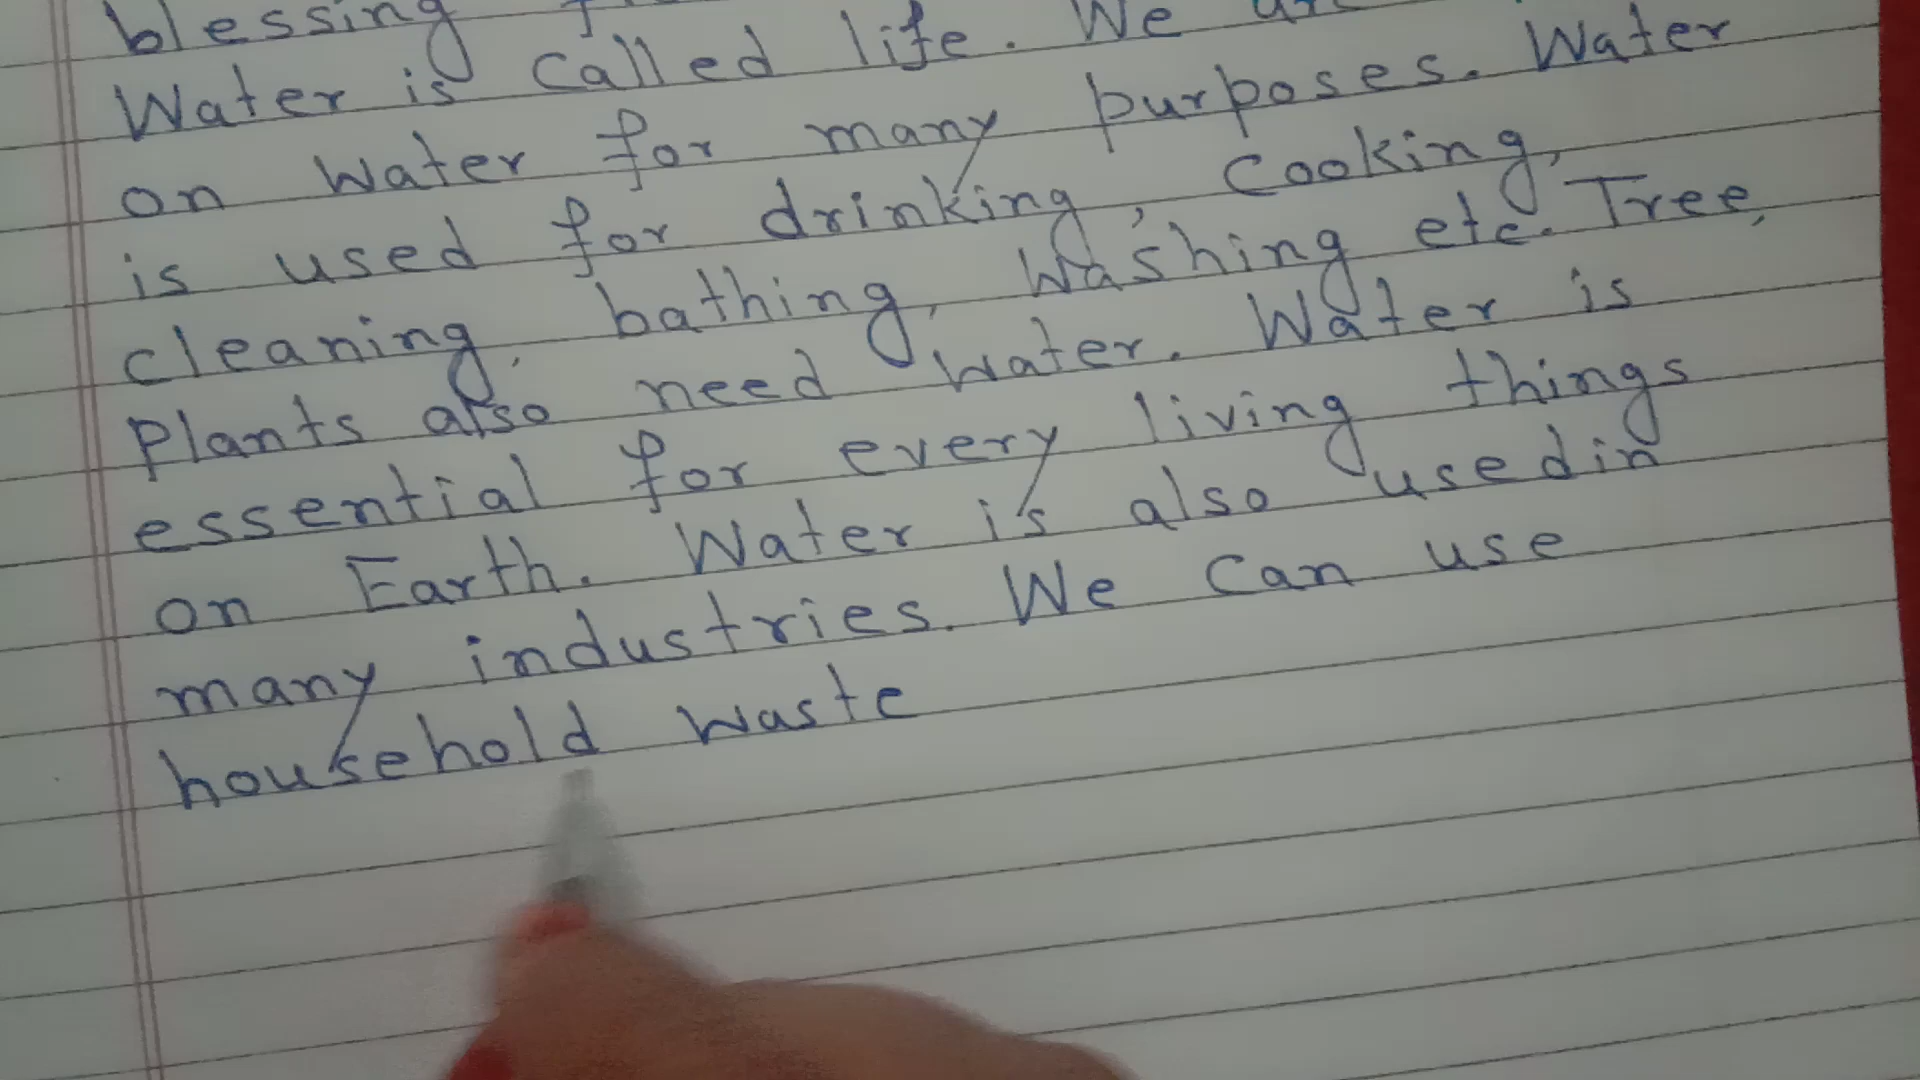 blessing
Water is called life. We
on water for many purposes. Water
is used for drinking, cooking,
cleaning, bathing, washing etc. Tree,
Plants also need water. Water is
essential for every living things
on Earth. Water is also used in
many industries. We can use
household waste